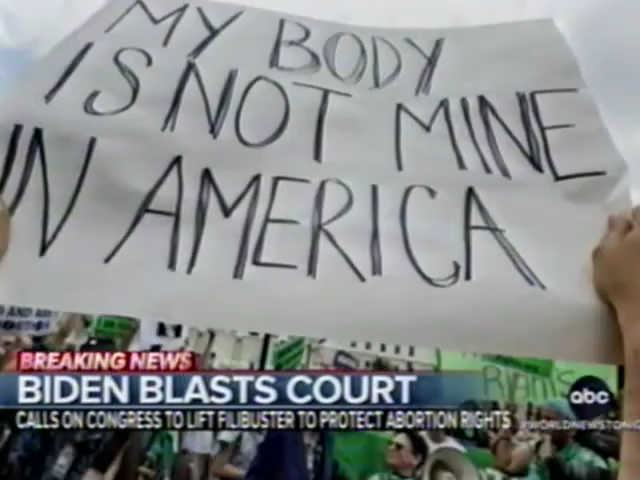 MY BODY
IS NOT MINE
IN AMERICA
RIGHTS
BREAKING NEWS
BIDEN BLASTS COURT
abc
CALLS ON CONGRESS TO LIFT FILIBUSTER TO PROTECT ABORTION RIGHTS